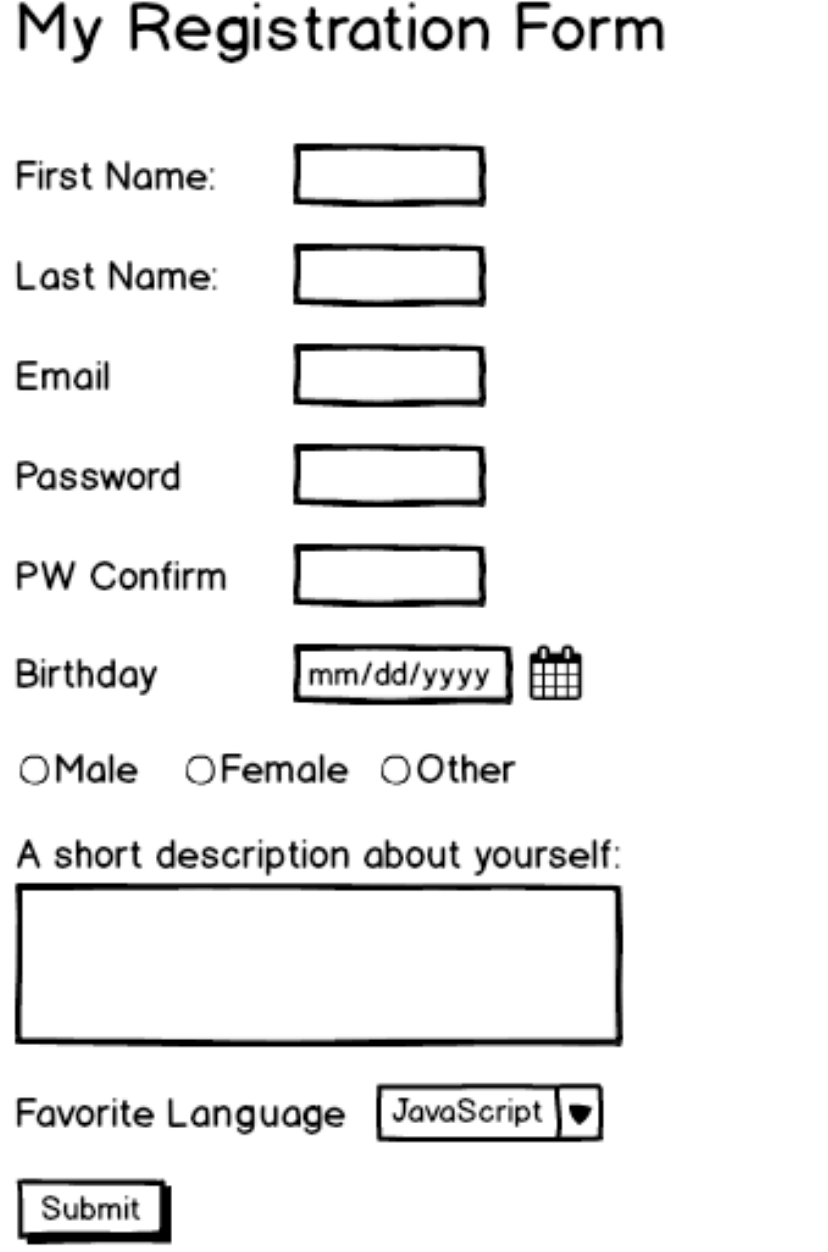 My Registration Form
First Name:
Last Name:
Email
Password
PW Confirm
Birthday mm/dd/yyyy
Male Female Other
A short description about yourself:
Favorite Language JavaScript
Submit